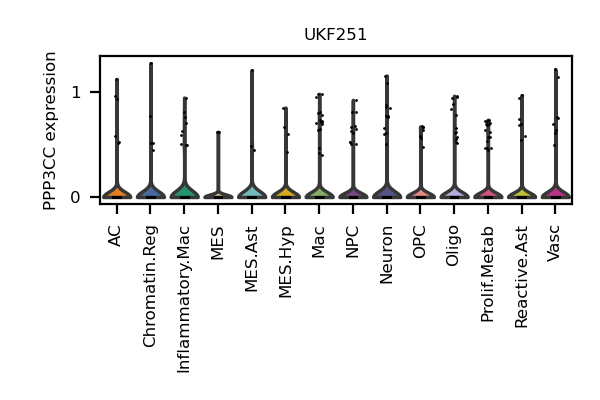 UKF251
PPP3CC expression
1
0
AC
Chromatin.Reg
Inflammatory.Mac
MES
MES.Ast
MES.Hyp
Mac
NPC
Neuron
OPC
Oligo
Prolif.Metab
Reactive.Ast
Vasc